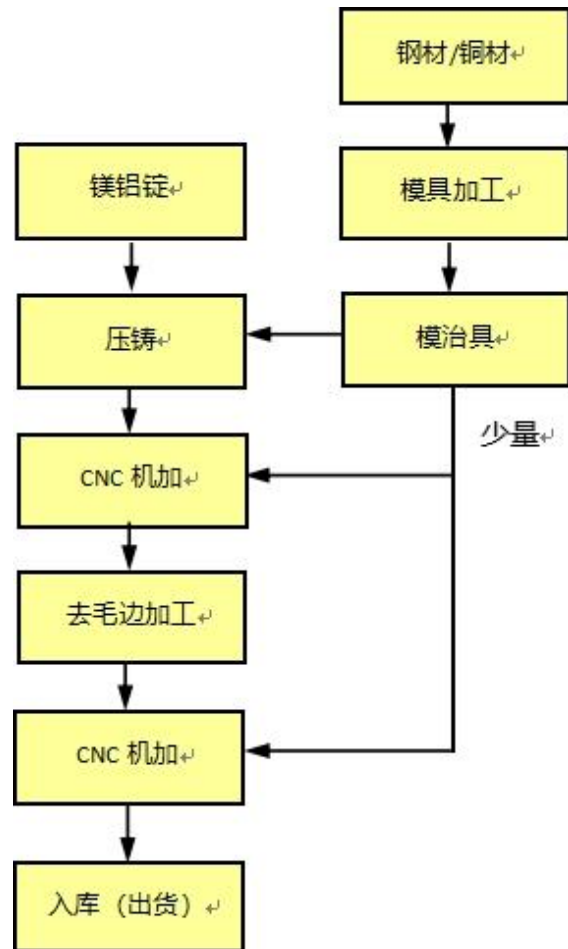 钢材/铜材
镁铝锭
模具加工
压铸
模治具
少量
CNC 机加
去毛边加工
CNC 机加
入库（出货）